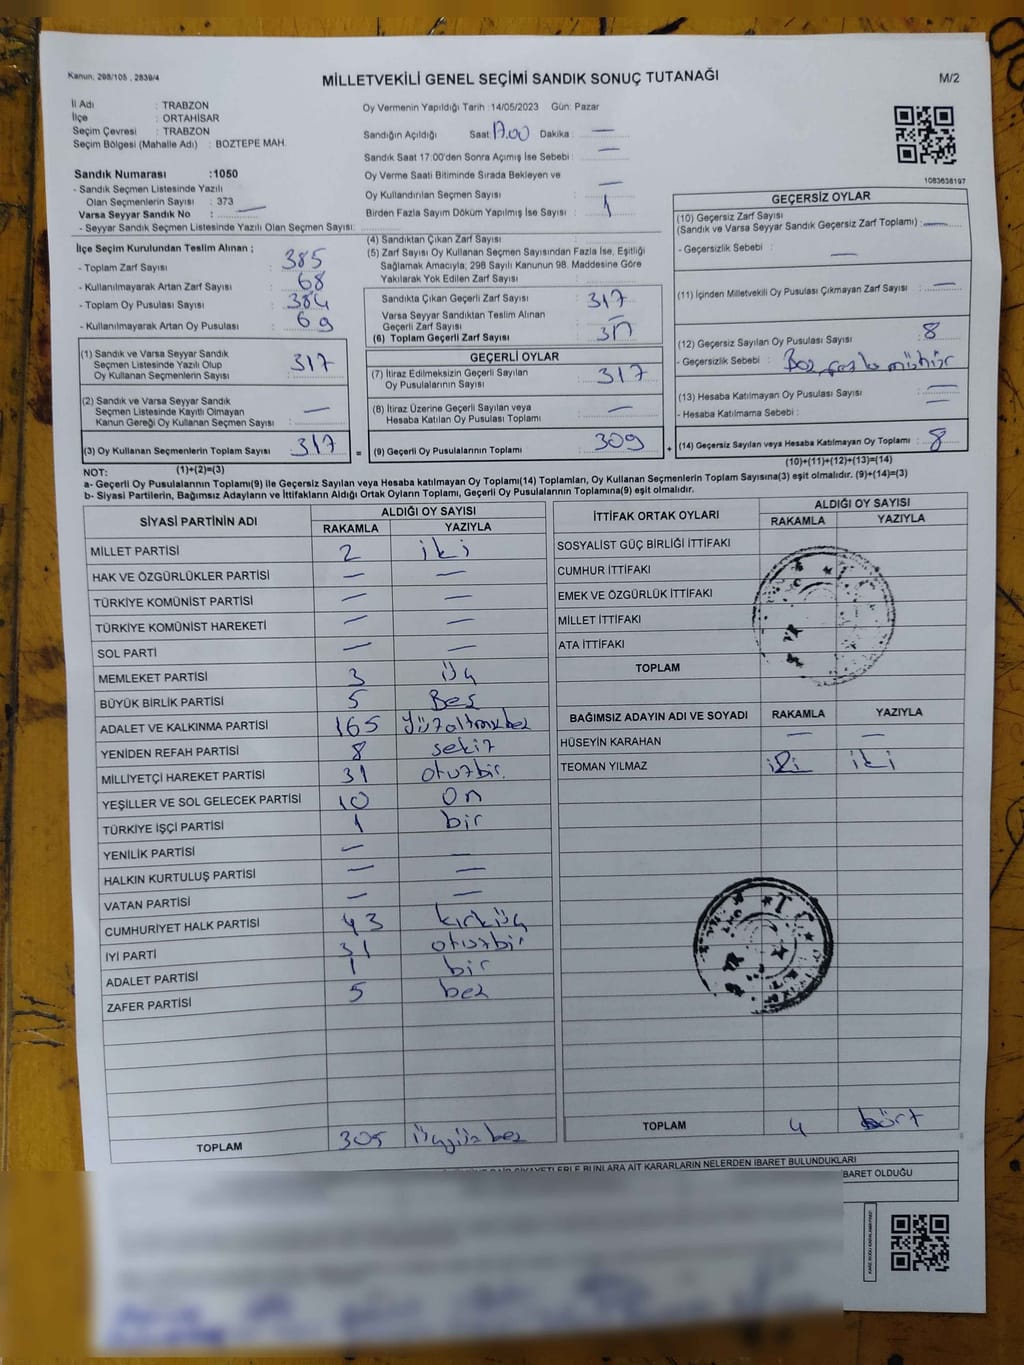 Kanun; 298/105 , 2839/4
MİLLETVEKİLİ GENEL SEÇİMİ SANDIK SONUÇ TUTANAĞI
M/2
İl Adı : TRABZON
İlçe : ORTAHİSAR
Seçim Çevresi : TRABZON
Seçim Bölgesi (Mahalle Adı) : BOZTEPE MAH.
Sandık Numarası :1050
- Sandık Seçmen Listesinde Yazılı
Olan Seçmenlerin Sayısı : 373
Varsa Seyyar Sandık No : —
- Seyyar Sandık Seçmen Listesinde Yazılı Olan Seçmen Sayısı:
Oy Vermenin Yapıldığı Tarih :14/05/2023 Gün: Pazar
Sandığın Açıldığı Saat 17.00 Dakika : —
Sandık Saat 17:00'den Sonra Açımış İse Sebebi : —
Oy Verme Saati Bitiminde Sırada Bekleyen ve
Oy Kullandırılan Seçmen Sayısı : —
Birden Fazla Sayım Döküm Yapılmış İse Sayısı : 1
1083638197
İlçe Seçim Kurulundan Teslim Alınan ;
- Toplam Zarf Sayısı : 385
- Kullanılmayarak Artan Zarf Sayısı : 68
- Toplam Oy Pusulası Sayısı : 384
- Kullanılmayarak Artan Oy Pusulası : 69
(4) Sandıktan Çıkan Zarf Sayısı :
(5) Zarf Sayısı Oy Kullanan Seçmen Sayısından Fazla İse, Eşitliği
Sağlamak Amacıyla, 298 Sayılı Kanunun 98. Maddesine Göre
Yakılarak Yok Edilen Zarf Sayısı :
Sandıkta Çıkan Geçerli Zarf Sayısı : 317
Varsa Seyyar Sandıktan Teslim Alınan
Geçerli Zarf Sayısı : —
(6) Toplam Geçerli Zarf Sayısı : 317
GEÇERSİZ OYLAR
(10) Geçersiz Zarf Sayısı
(Sandık ve Varsa Seyyar Sandık Geçersiz Zarf Toplamı) : —
- Geçersizlik Sebebi : —
(11) İçinden Milletvekili Oy Pusulası Çıkmayan Zarf Sayısı : —
(12) Geçersiz Sayılan Oy Pusulası Sayısı : 8
- Geçersizlik Sebebi :
(13) Hesaba Katılmayan Oy Pusulası Sayısı : —
- Hesaba Katılmama Sebebi : —
(14) Geçersiz Sayılan veya Hesaba Katılmayan Oy Toplamı : 8
(10)+(11)+(12)+(13)=(14)
(1) Sandık ve Varsa Seyyar Sandık
Seçmen Listesinde Yazılı Olup
Oy Kullanan Seçmenlerin Sayısı : 317
(2) Sandık ve Varsa Seyyar Sandık
Seçmen Listesinde Kayıtlı Olmayan
Kanun Gereği Oy Kullanan Seçmen Sayısı : —
(3) Oy Kullanan Seçmenlerin Toplam Sayısı : 317 =
(1)+(2)=(3)
GEÇERLİ OYLAR
(7) İtiraz Edilmeksizin Geçerli Sayılan
Oy Pusulalarının Sayısı : 317
(8) İtiraz Üzerine Geçerli Sayılan veya
Hesaba Katılan Oy Pusulası Toplamı : —
(9) Geçerli Oy Pusulalarının Toplamı : 309 +
NOT:
a- Geçerli Oy Pusulalarının Toplamı(9) ile Geçersiz Sayılan veya Hesaba katılmayan Oy Toplamı(14) Toplamları, Oy Kullanan Seçmenlerin Toplam Sayısına(3) eşit olmalıdır. (9)+(14)=(3)
b- Siyasi Partilerin, Bağımsız Adayların ve İttifakların Aldığı Ortak Oyların Toplamı, Geçerli Oy Pusulalarının Toplamına(9) eşit olmalıdır.
SİYASİ PARTİNİN ADI ALDIĞI OY SAYISI
RAKAMLA YAZIYLA
MİLLET PARTİSİ 2 iki
HAK VE ÖZGÜRLÜKLER PARTİSİ — —
TÜRKİYE KOMÜNİST PARTİSİ — —
TÜRKİYE KOMÜNİST HAREKETİ — —
SOL PARTİ — —
MEMLEKET PARTİSİ 3 üç
BÜYÜK BİRLİK PARTİSİ 5 Beş
ADALET VE KALKINMA PARTİSİ 165 Yüzaltmışbeş
YENİDEN REFAH PARTİSİ 8 sekiz
MİLLİYETÇİ HAREKET PARTİSİ 31 otuzbir
YEŞİLLER VE SOL GELECEK PARTİSİ 10 on
TÜRKİYE İŞÇİ PARTİSİ 1 bir
YENİLİK PARTİSİ — —
HALKIN KURTULUŞ PARTİSİ — —
VATAN PARTİSİ — —
CUMHURİYET HALK PARTİSİ 43 kırküç
İYİ PARTİ 31 otuzbir
ADALET PARTİSİ 1 bir
ZAFER PARTİSİ 5 beş
TOPLAM 305 üçyüzbeş
İTTİFAK ORTAK OYLARI ALDIĞI OY SAYISI
RAKAMLA YAZIYLA
SOSYALİST GÜÇ BİRLİĞİ İTTİFAKI
CUMHUR İTTİFAKI
EMEK VE ÖZGÜRLÜK İTTİFAKI
MİLLET İTTİFAKI
ATA İTTİFAKI
TOPLAM
BAĞIMSIZ ADAYIN ADI VE SOYADI RAKAMLA YAZIYLA
HÜSEYİN KARAHAN — —
TEOMAN YILMAZ iki iki
T.C.
TOPLAM 4 dört
ŞİKAYETLERLE BUNLARA AİT KARARLARIN NELERDEN İBARET BULUNDUKLARI
İBARET OLDUĞU